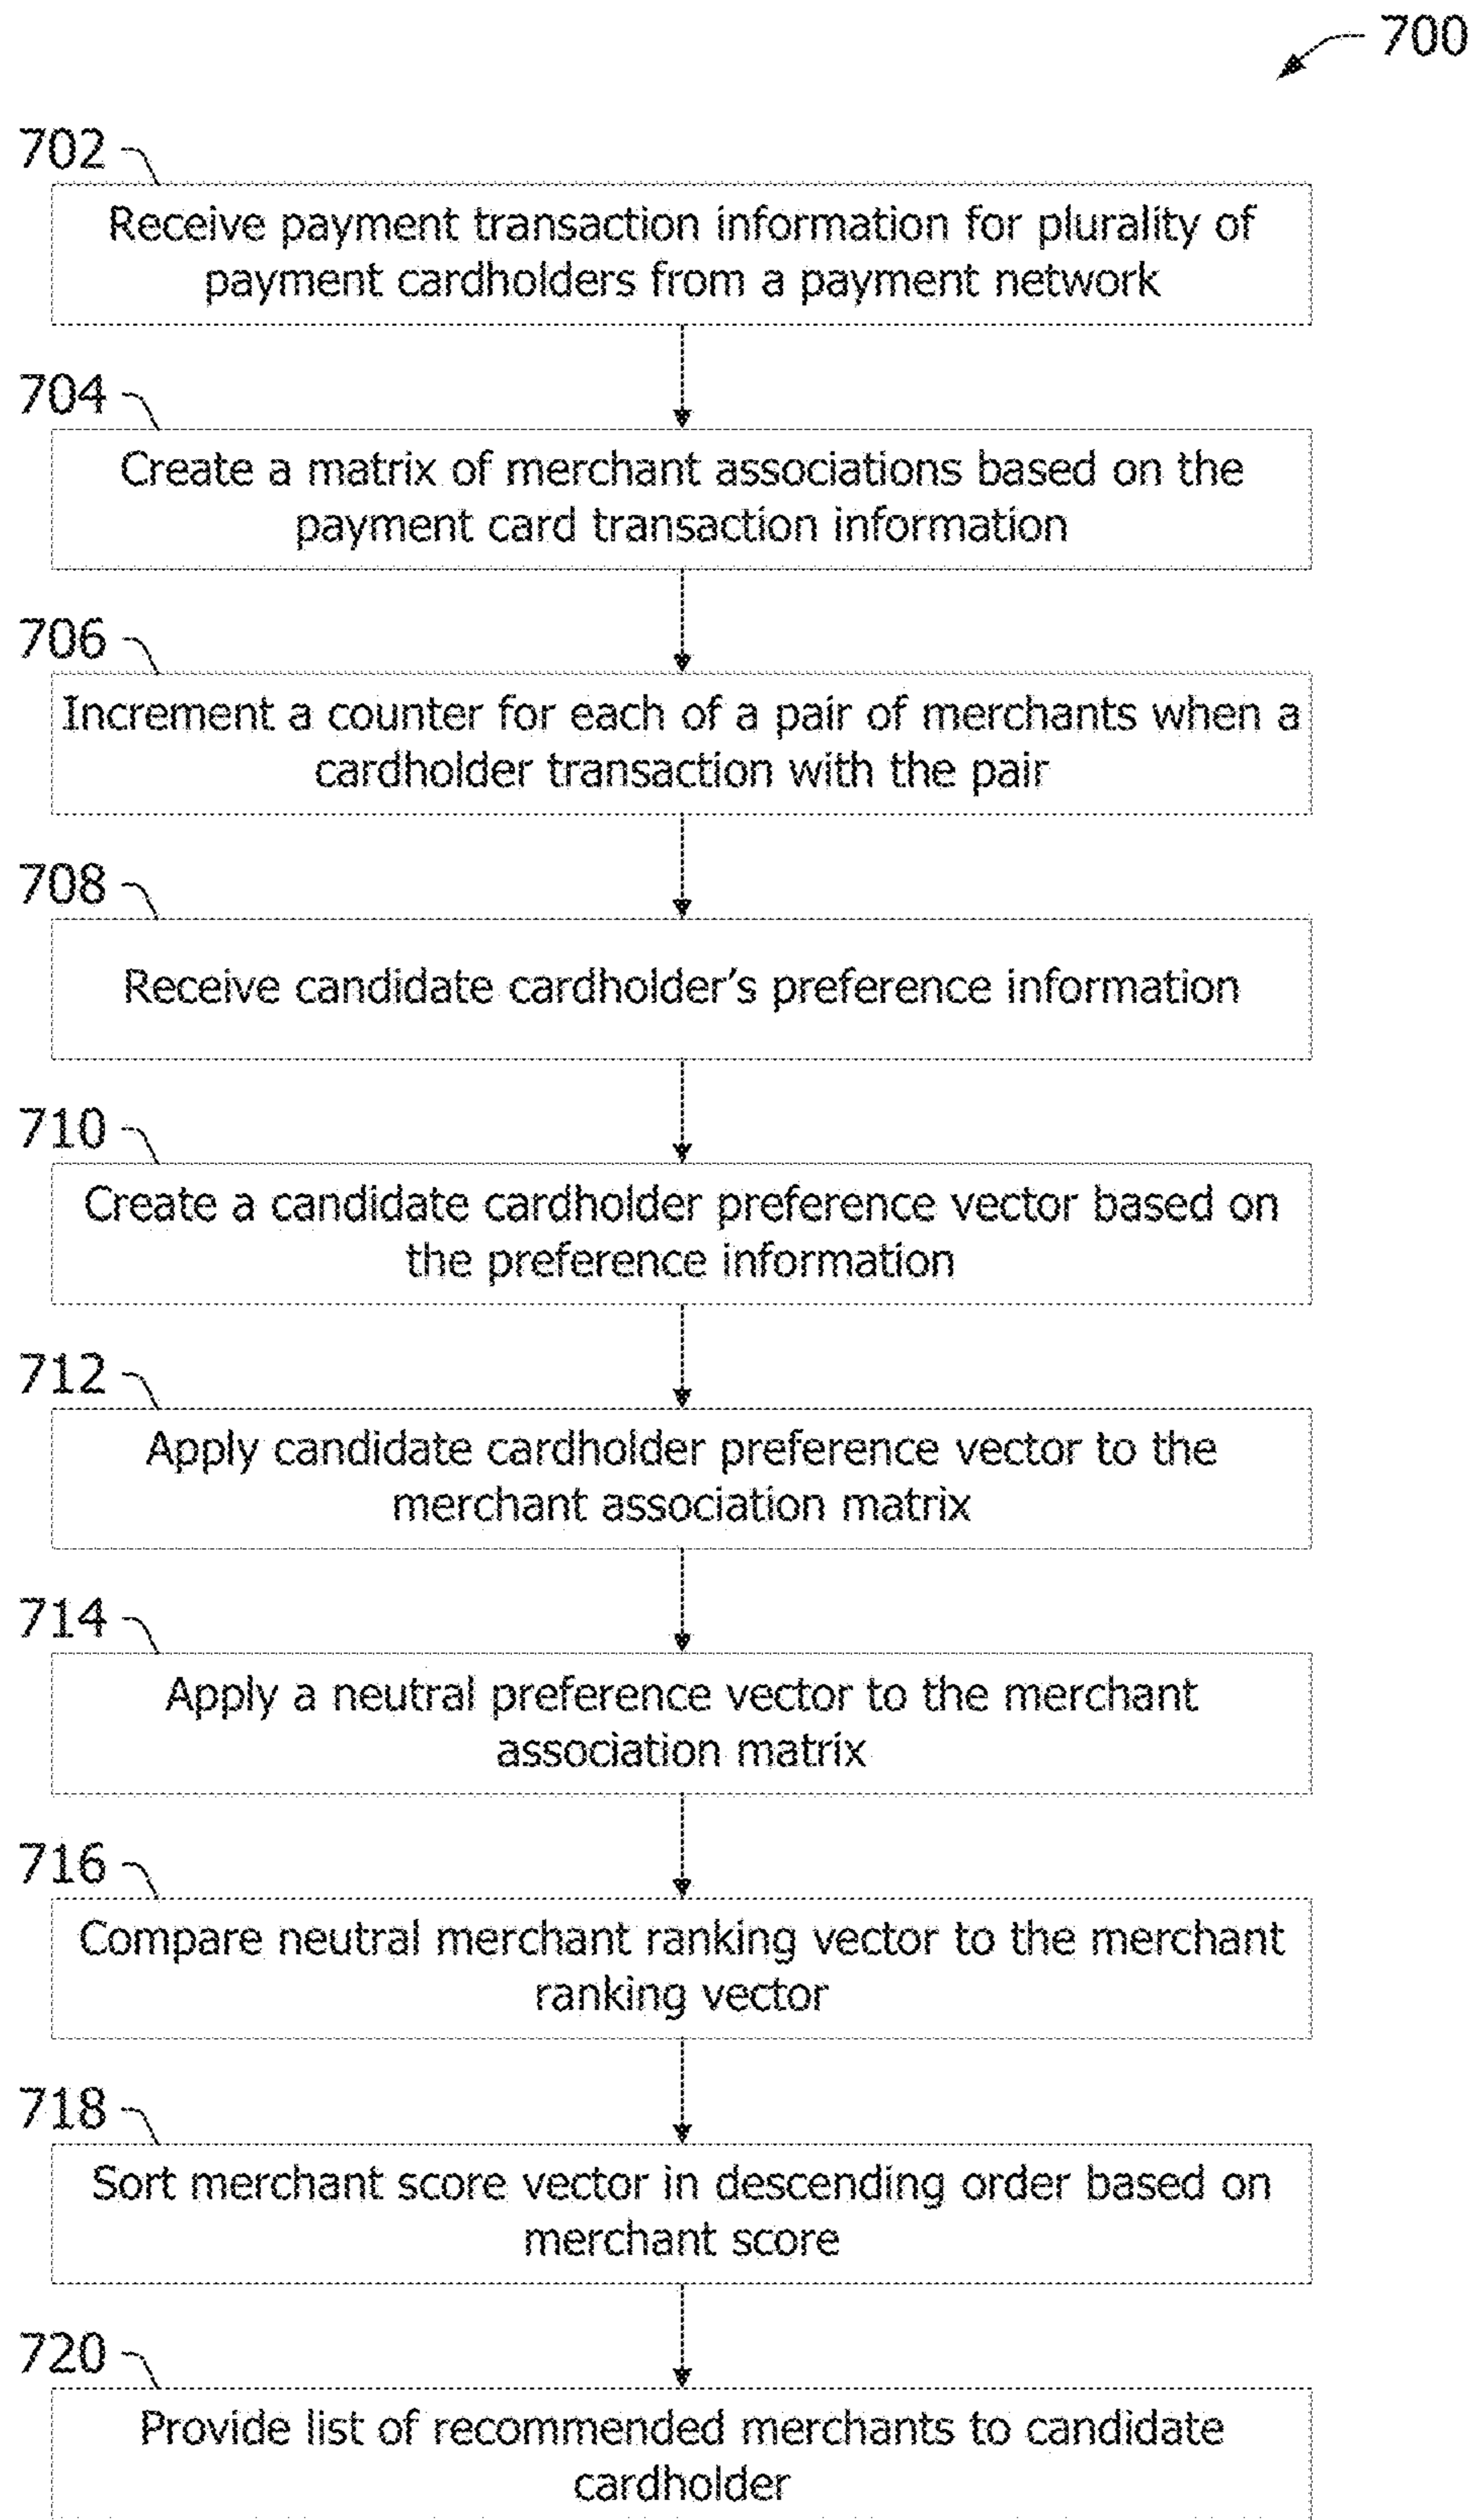 700
702
Receive payment transaction information for plurality of
payment cardholders from a payment network
704
Create a matrix of merchant associations based on the
payment card transaction information
706
Increment a counter for each of a pair of merchants when a
cardholder transaction with the pair
708
Receive candidate cardholder's preference information
710
Create a candidate cardholder preference vector based on
the preference information
712
Apply candidate cardholder preference vector to the
merchant association matrix
714
Apply a neutral preference vector to the merchant
association matrix
716
Compare neutral merchant ranking vector to the merchant
ranking vector
718
Sort merchant score vector in descending order based on
merchant score
720
Provide list of recommended merchants to candidate
cardholder